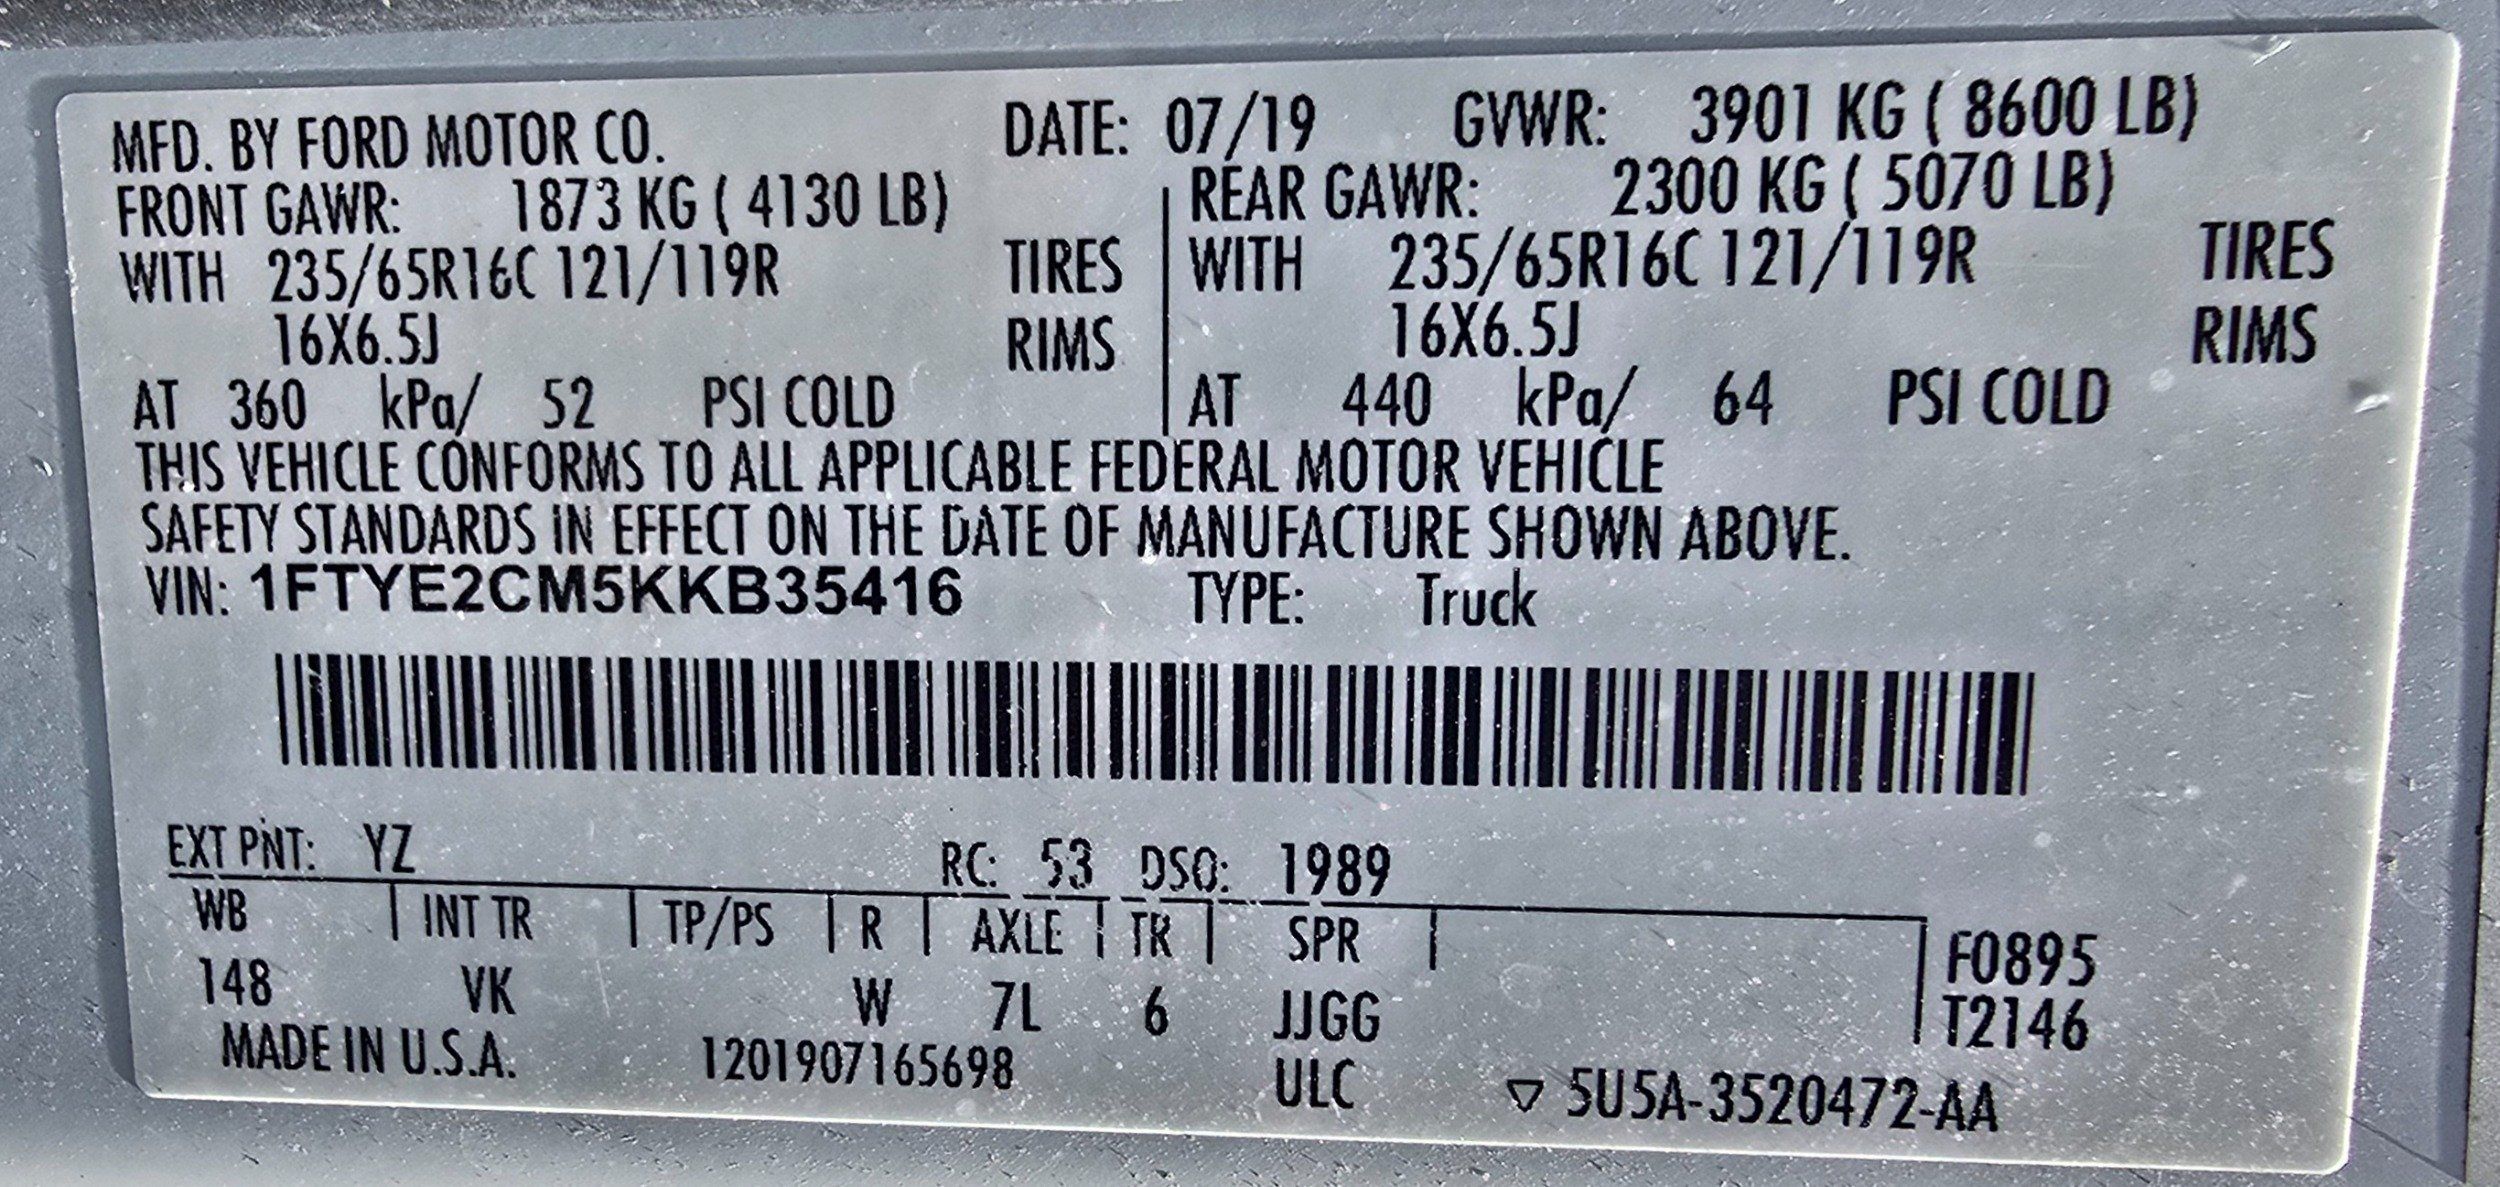 MFD. BY FORD MOTOR CO. DATE: 07/19 GVWR: 3901 KG ( 8600 LB)
FRONT GAWR: 1873 KG ( 4130 LB) REAR GAWR: 2300 KG ( 5070 LB)
WITH 235/65R16C 121/119R TIRES WITH 235/65R16C 121/119R TIRES
16X6.5J RIMS 16X6.5J RIMS
AT 360 kPa/ 52 PSI COLD AT 440 kPa/ 64 PSI COLD
THIS VEHICLE CONFORMS TO ALL APPLICABLE FEDERAL MOTOR VEHICLE
SAFETY STANDARDS IN EFFECT ON THE DATE OF MANUFACTURE SHOWN ABOVE.
VIN: 1FTYE2CM5KKB35416 TYPE: Truck
EXT PNT: YZ RC: 53 DSO: 1989
WB | INT TR | TP/PS | R | AXLE | TR | SPR |
F0895
148 VK W 7L 6 JJGG
T2146
MADE IN U.S.A. 1201907165698 ULC ▽ 5U5A-3520472-AA